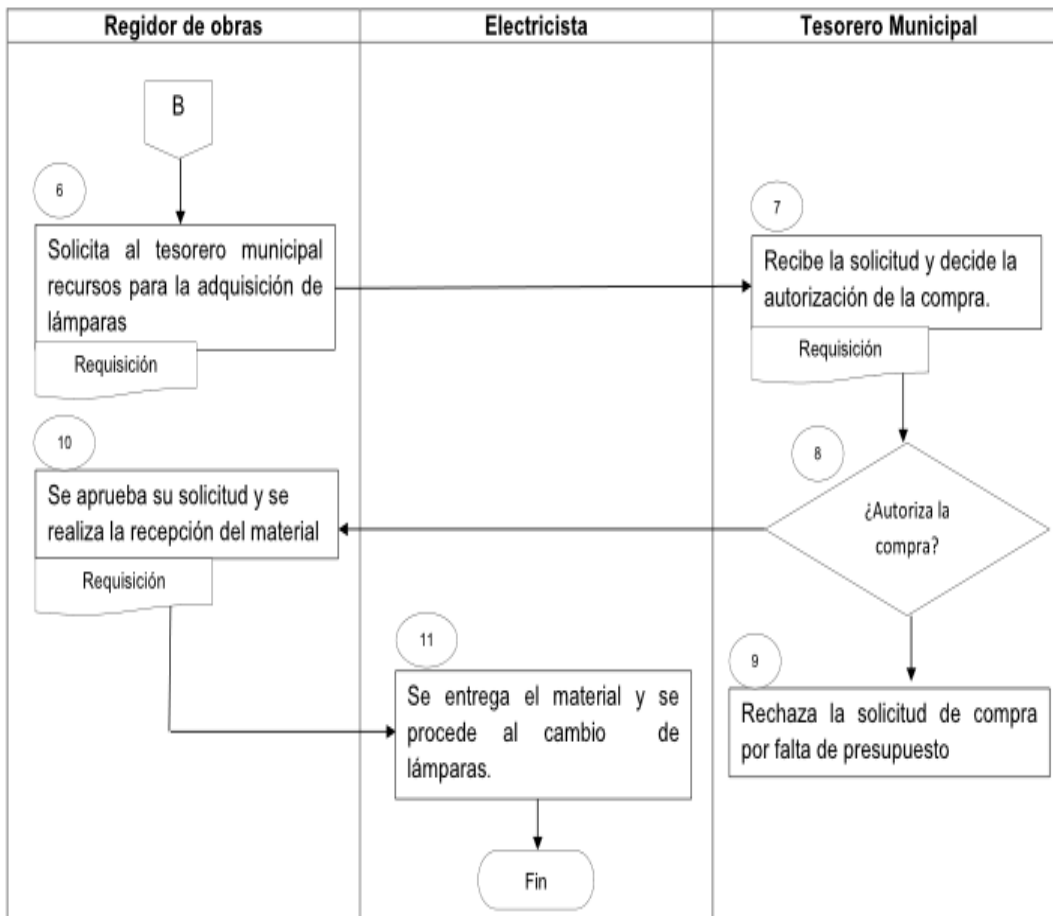 Regidor de obras
Electricista
Tesorero Municipal
B
6
Solicita al tesorero municipal
recursos para la adquisición de
lámparas
Requisición
7
Recibe la solicitud y decide la
autorización de la compra.
Requisición
8
¿Autoriza la
compra?
9
Rechaza la solicitud de compra
por falta de presupuesto
10
Se aprueba su solicitud y se
realiza la recepción del material
Requisición
11
Se entrega el material y se
procede al cambio de
lámparas.
Fin